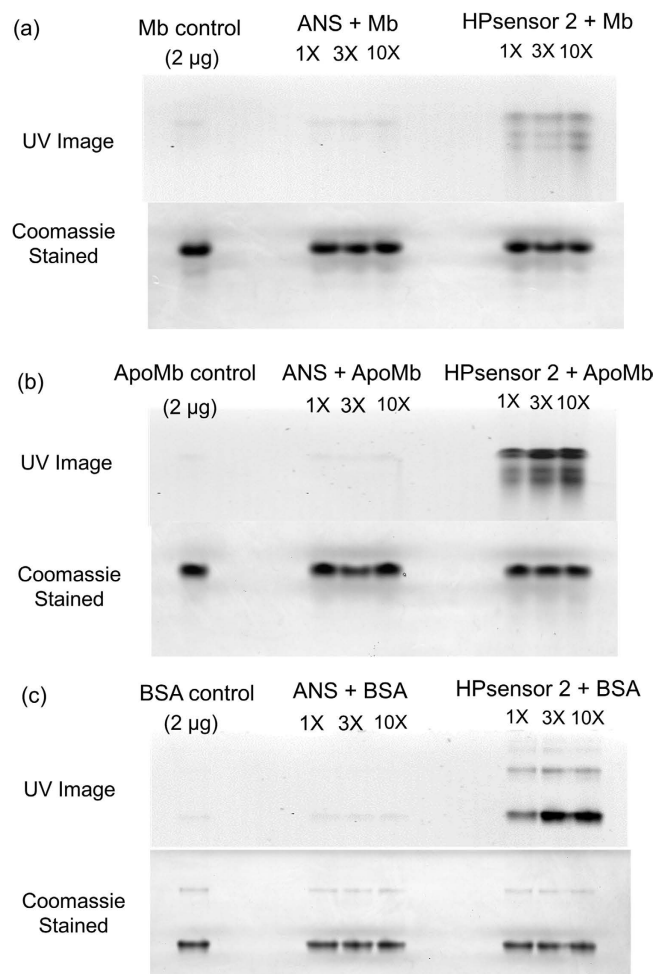 (a)
Mb control
(2 µg)
ANS + Mb
1X 3X 10X
HPsensor 2 + Mb
1X 3X 10X
UV Image
Coomassie
Stained
(b)
ApoMb control
(2 µg)
ANS + ApoMb
1X 3X 10X
HPsensor 2 + ApoMb
1X 3X 10X
UV Image
Coomassie
Stained
(c)
BSA control
(2 µg)
ANS + BSA
1X 3X 10X
HPsensor 2 + BSA
1X 3X 10X
UV Image
Coomassie
Stained